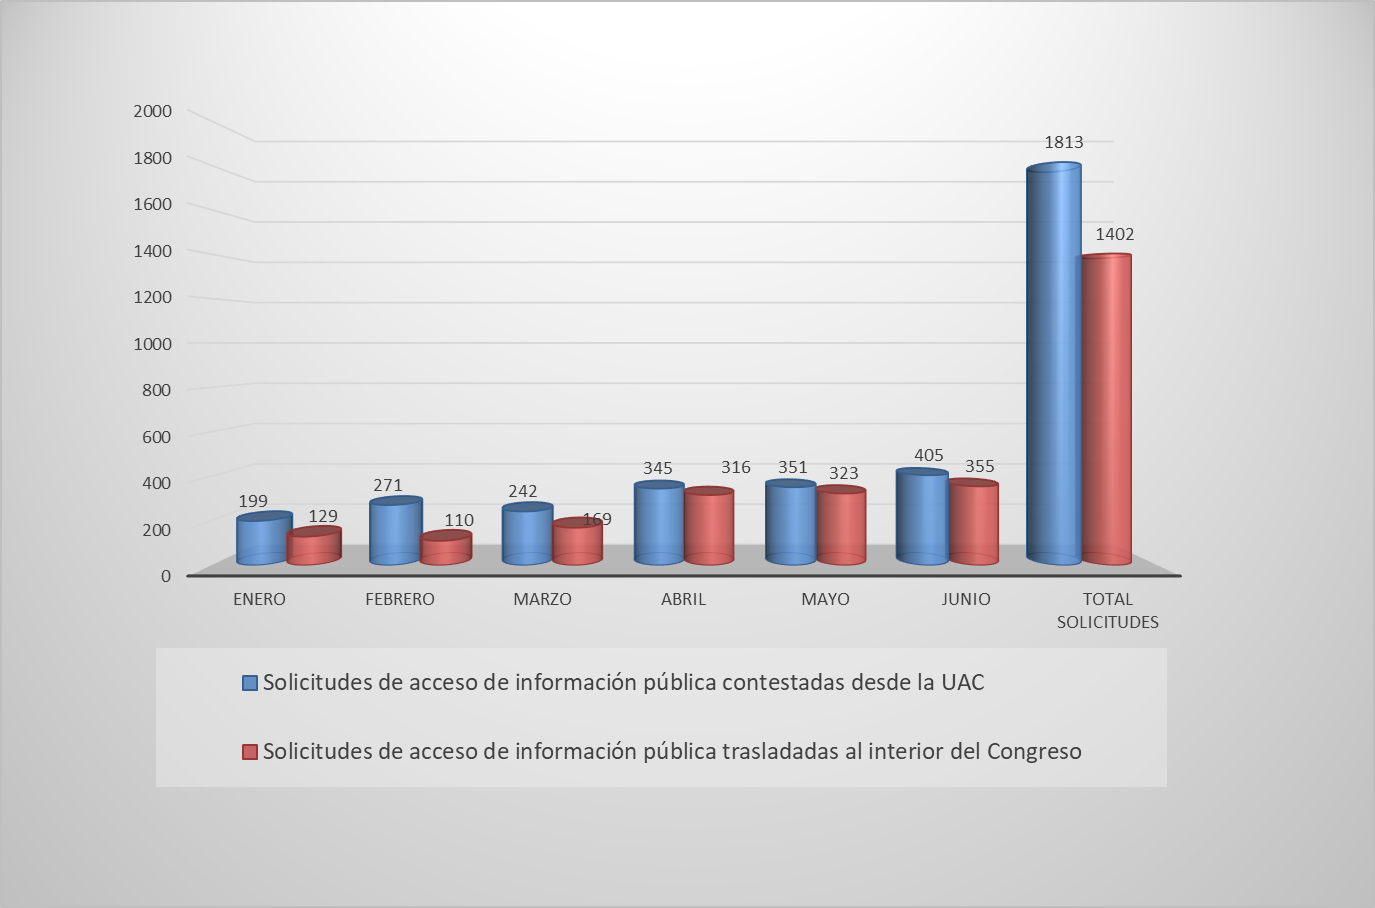 2000
1800
1600
1400
1200
1000
800
600
400
200
0
199
129
271
110
242
169
345
316
351
323
405
355
1813
1402
ENERO
FEBRERO
MARZO
ABRIL
MAYO
JUNIO
TOTAL
SOLICITUDES
Solicitudes de acceso de información pública contestadas desde la UAC
Solicitudes de acceso de información pública trasladadas al interior del Congreso